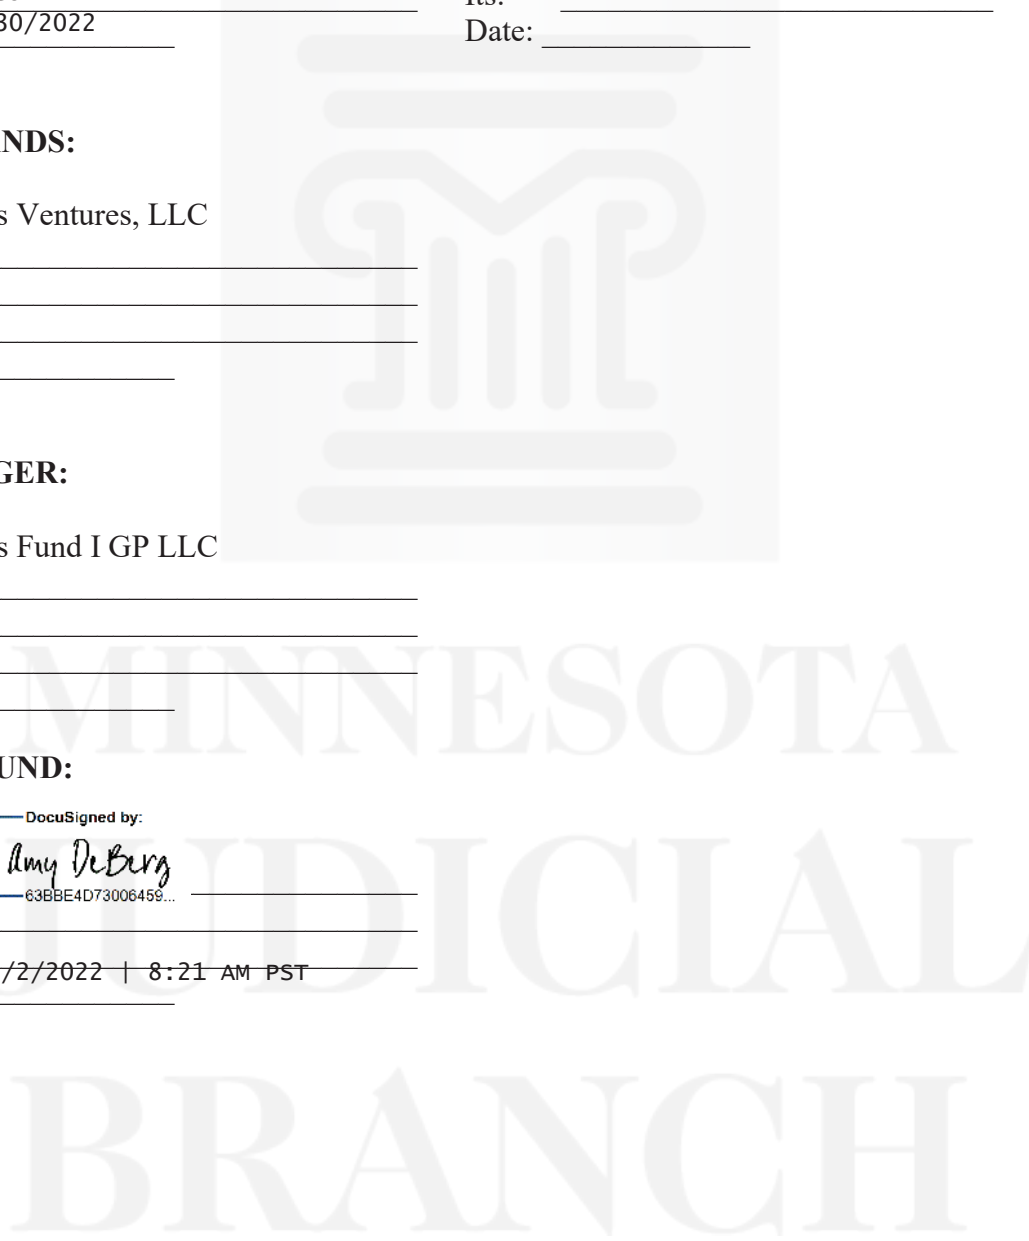 Its:
30/2022
Date:
NDS:
s Ventures, LLC
GER:
s Fund I GP LLC
UND:
DocuSigned by:
Amy DeBerg
63BBE4D73006459...
/2/2022 | 8:21 AM PST
MINNESOTA
JUDICIAL
BRANCH